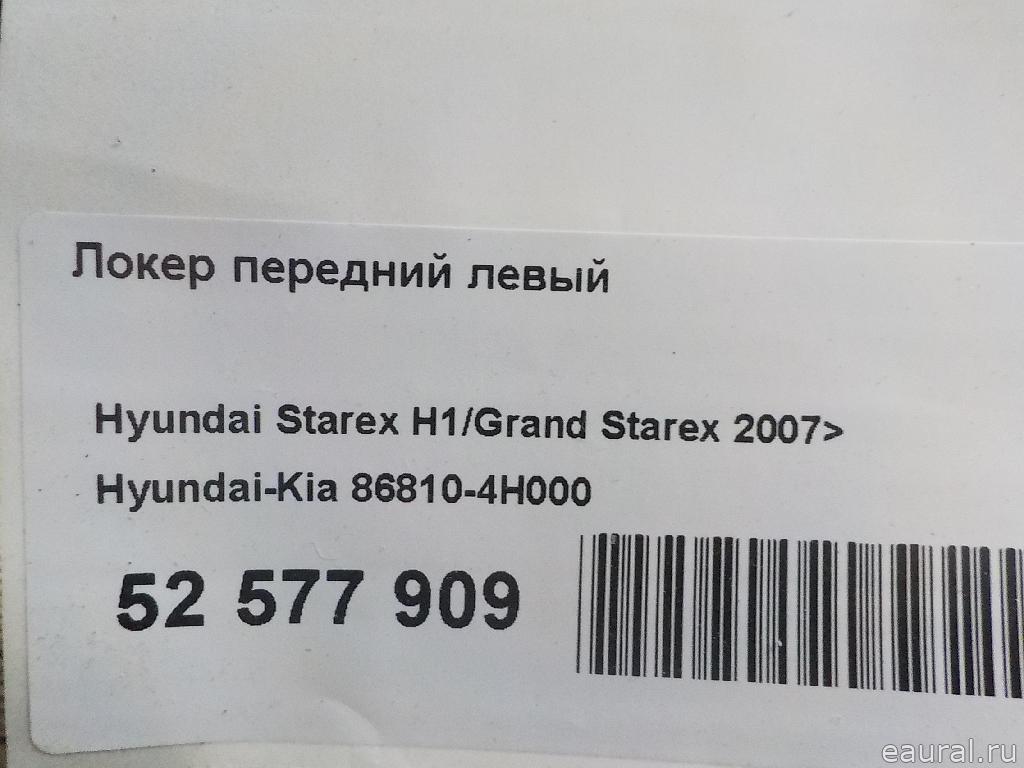 Локер передний левый
Hyundai Starex H1/Grand Starex 2007>
Hyundai-Kia 86810-4H000
52 577 909
eaural.ru